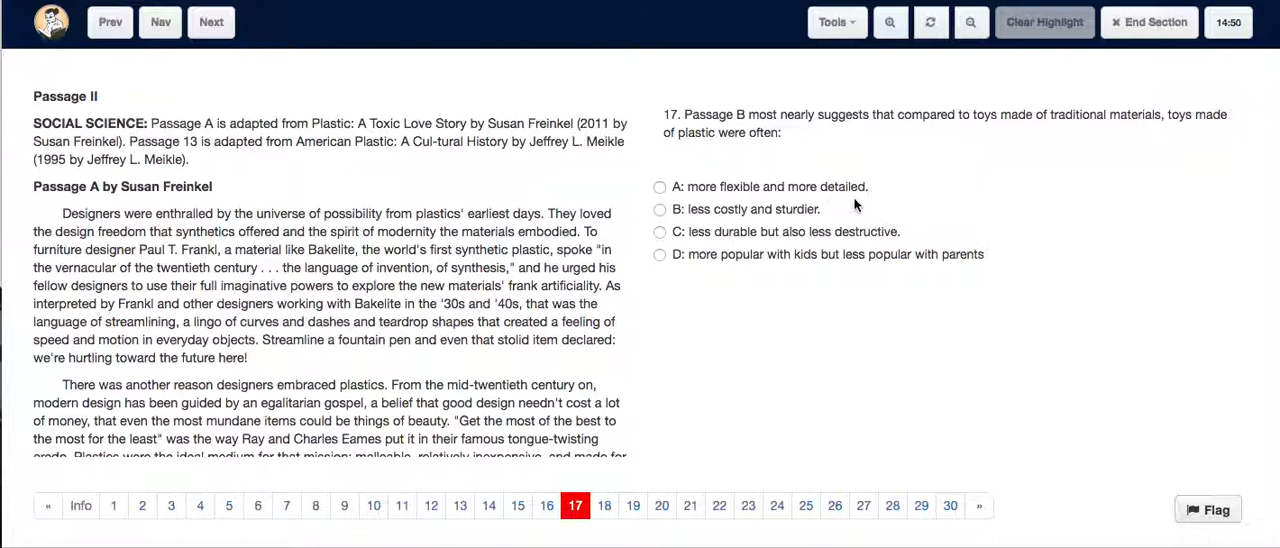 Prev Nav Next Tools Clear Highlight × End Section 14:50
Passage II
SOCIAL SCIENCE: Passage A is adapted from Plastic: A Toxic Love Story by Susan Freinkel (2011 by
Susan Freinkel). Passage 13 is adapted from American Plastic: A Cul-tural History by Jeffrey L. Meikle
(1995 by Jeffrey L. Meikle).
Passage A by Susan Freinkel
Designers were enthralled by the universe of possibility from plastics' earliest days. They loved
the design freedom that synthetics offered and the spirit of modernity the materials embodied. To
furniture designer Paul T. Frankl, a material like Bakelite, the world's first synthetic plastic, spoke "in
the vernacular of the twentieth century . . . the language of invention, of synthesis," and he urged his
fellow designers to use their full imaginative powers to explore the new materials' frank artificiality. As
interpreted by Frankl and other designers working with Bakelite in the '30s and '40s, that was the
language of streamlining, a lingo of curves and dashes and teardrop shapes that created a feeling of
speed and motion in everyday objects. Streamline a fountain pen and even that stolid item declared:
we're hurtling toward the future here!
There was another reason designers embraced plastics. From the mid-twentieth century on,
modern design has been guided by an egalitarian gospel, a belief that good design needn't cost a lot
of money, that even the most mundane items could be things of beauty. "Get the most of the best to
the most for the least" was the way Ray and Charles Eames put it in their famous tongue-twisting
credo. Plastics were the ideal medium for that mission: malleable, relatively inexpensive, and made for
17. Passage B most nearly suggests that compared to toys made of traditional materials, toys made
of plastic were often:
A: more flexible and more detailed.
B: less costly and sturdier.
C: less durable but also less destructive.
D: more popular with kids but less popular with parents
« Info 1 2 3 4 5 6 7 8 9 10 11 12 13 14 15 16 17 18 19 20 21 22 23 24 25 26 27 28 29 30 »
Flag